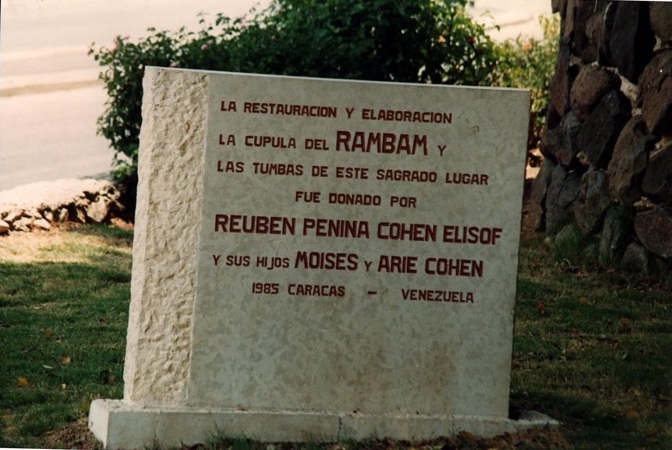 LA RESTAURACION Y ELABORACION
LA CUPULA DEL RAMBAM Y
LAS TUMBAS DE ESTE SAGRADO LUGAR
FUE DONADO POR
REUBEN PENINA COHEN ELISOF
Y SUS HIJOS MOISES Y ARIE COHEN
1985 CARACAS - VENEZUELA